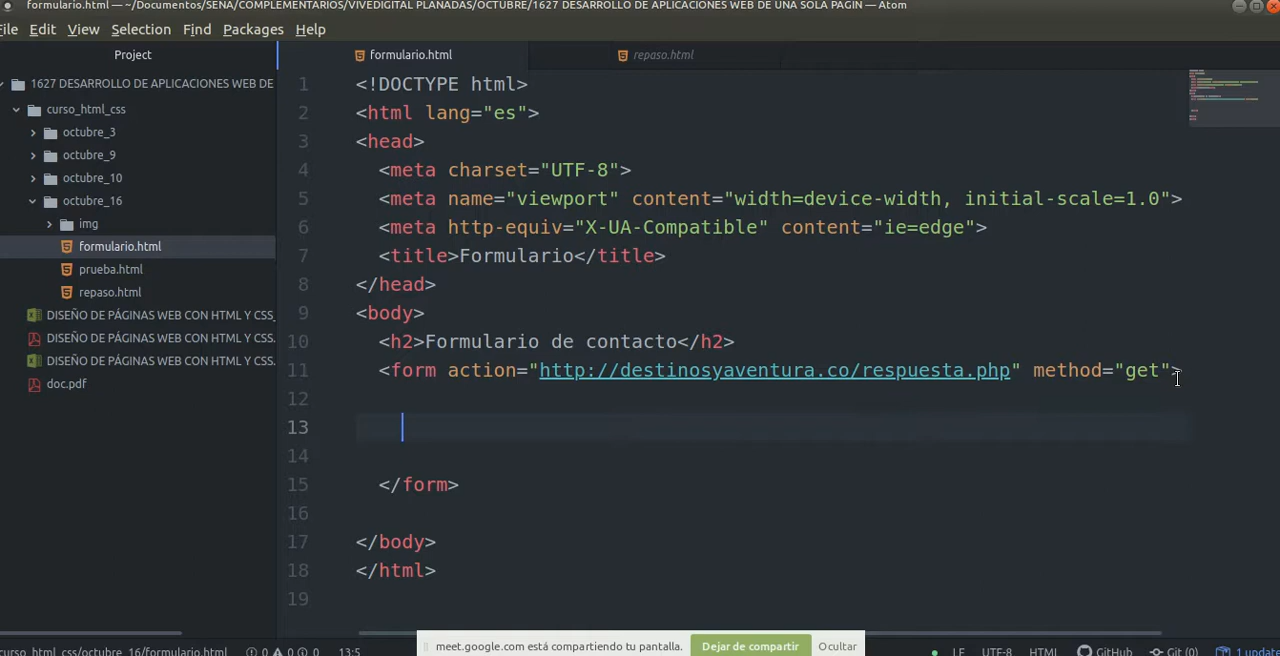 formulario.html — ~/Documentos/SENA/COMPLEMENTARIOS/VIVEDIGITAL PLANADAS/OCTUBRE/1627 DESARROLLO DE APLICACIONES WEB DE UNA SOLA PAGIN — Atom
File Edit View Selection Find Packages Help
Project
formulario.html
repaso.html
1627 DESARROLLO DE APLICACIONES WEB DE
curso_html_css
octubre_3
octubre_9
octubre_10
octubre_16
img
formulario.html
prueba.html
repaso.html
DISEÑO DE PÁGINAS WEB CON HTML Y CSS_
DISEÑO DE PÁGINAS WEB CON HTML Y CSS.
DISEÑO DE PÁGINAS WEB CON HTML Y CSS.
doc.pdf
1 <!DOCTYPE html>
2 <html lang="es">
3 <head>
4 <meta charset="UTF-8">
5 <meta name="viewport" content="width=device-width, initial-scale=1.0">
6 <meta http-equiv="X-UA-Compatible" content="ie=edge">
7 <title>Formulario</title>
8 </head>
9 <body>
10 <h2>Formulario de contacto</h2>
11 <form action="http://destinosyaventura.co/respuesta.php" method="get">
12
13
14
15 </form>
16
17 </body>
18 </html>
19
meet.google.com está compartiendo tu pantalla. Dejar de compartir Ocultar
curso_html_css/octubre_16/formulario.html 0 0 0 13:5 LF UTF-8 HTML GitHub Git (0) 1 update